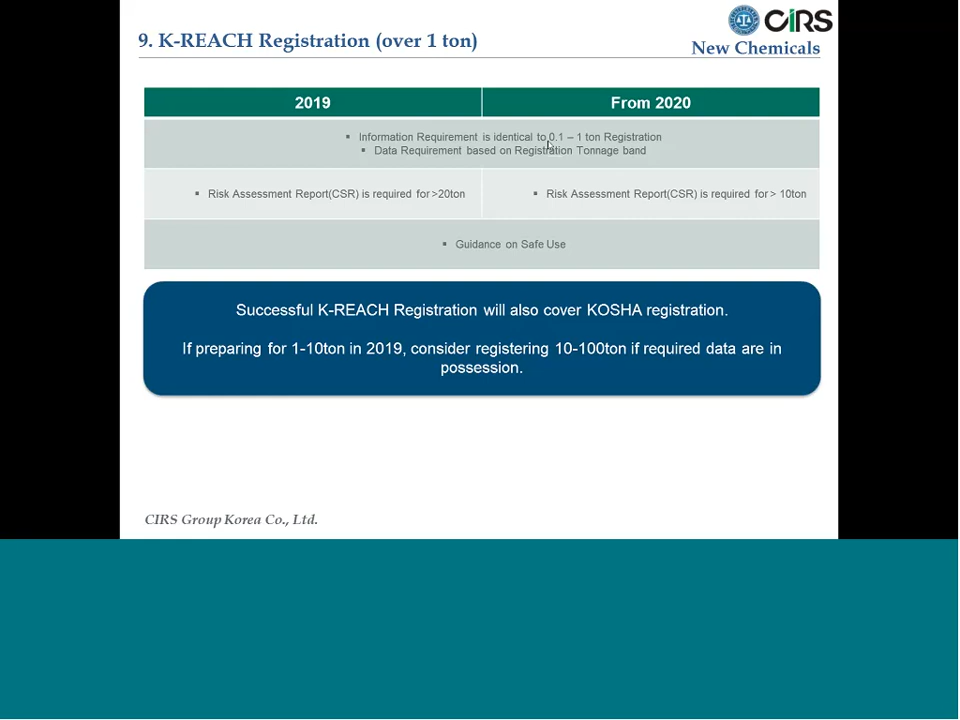 CIRS
9. K-REACH Registration (over 1 ton)
New Chemicals
2019
From 2020
▪ Information Requirement is identical to 0.1 – 1 ton Registration
▪ Data Requirement based on Registration Tonnage band
▪ Risk Assessment Report(CSR) is required for >20ton
▪ Risk Assessment Report(CSR) is required for > 10ton
▪ Guidance on Safe Use
Successful K-REACH Registration will also cover KOSHA registration.
If preparing for 1-10ton in 2019, consider registering 10-100ton if required data are in
possession.
CIRS Group Korea Co., Ltd.